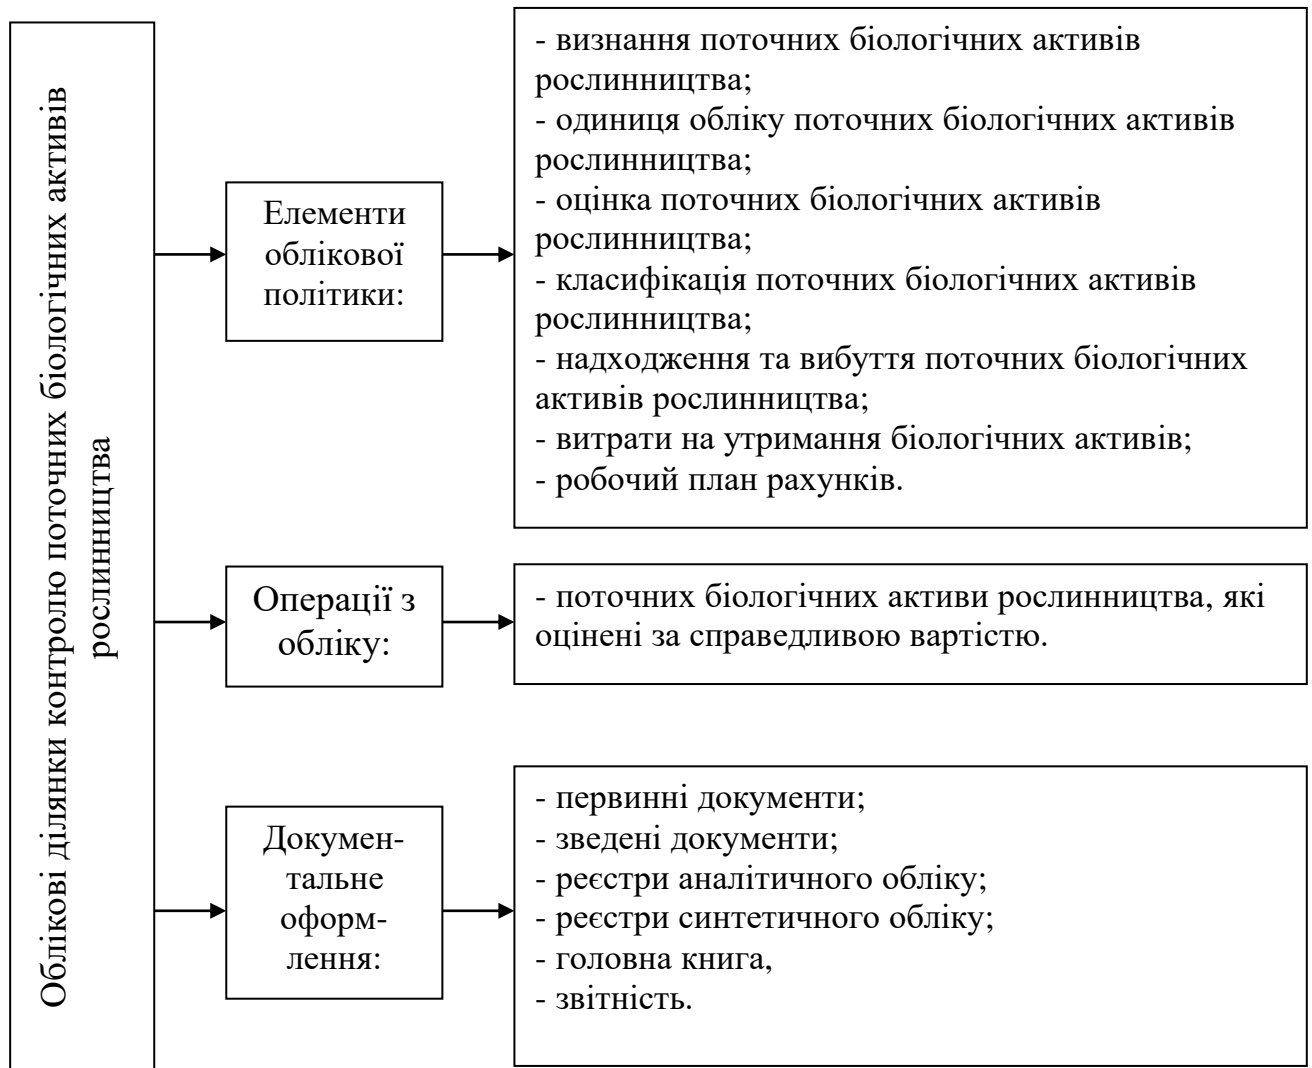 Облікові ділянки контролю поточних біологічних активів
рослинництва
Елементи
облікової
політики:
- визнання поточних біологічних активів
рослинництва;
- одиниця обліку поточних біологічних активів
рослинництва;
- оцінка поточних біологічних активів
рослинництва;
- класифікація поточних біологічних активів
рослинництва;
- надходження та вибуття поточних біологічних
активів рослинництва;
- витрати на утримання біологічних активів;
- робочий план рахунків.
Операції з
обліку:
- поточних біологічних активи рослинництва, які
оцінені за справедливою вартістю.
Докумен-
тальне
оформ-
лення:
- первинні документи;
- зведені документи;
- реєстри аналітичного обліку;
- реєстри синтетичного обліку;
- головна книга,
- звітність.